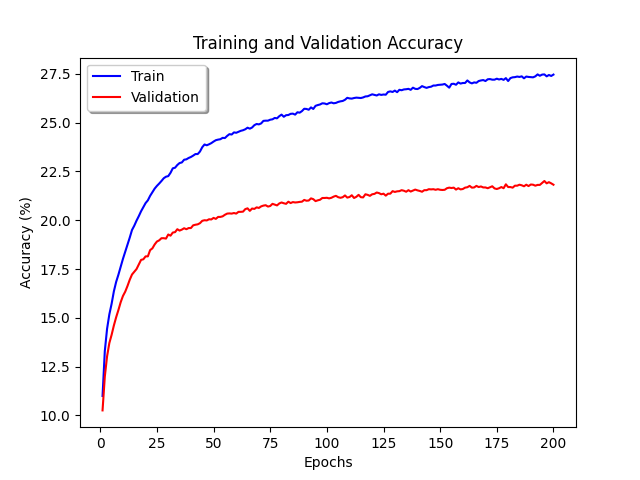 Training and Validation Accuracy
Train
Validation
27.5
25.0
22.5
20.0
17.5
15.0
12.5
10.0
Accuracy (%)
0 25 50 75 100 125 150 175 200
Epochs